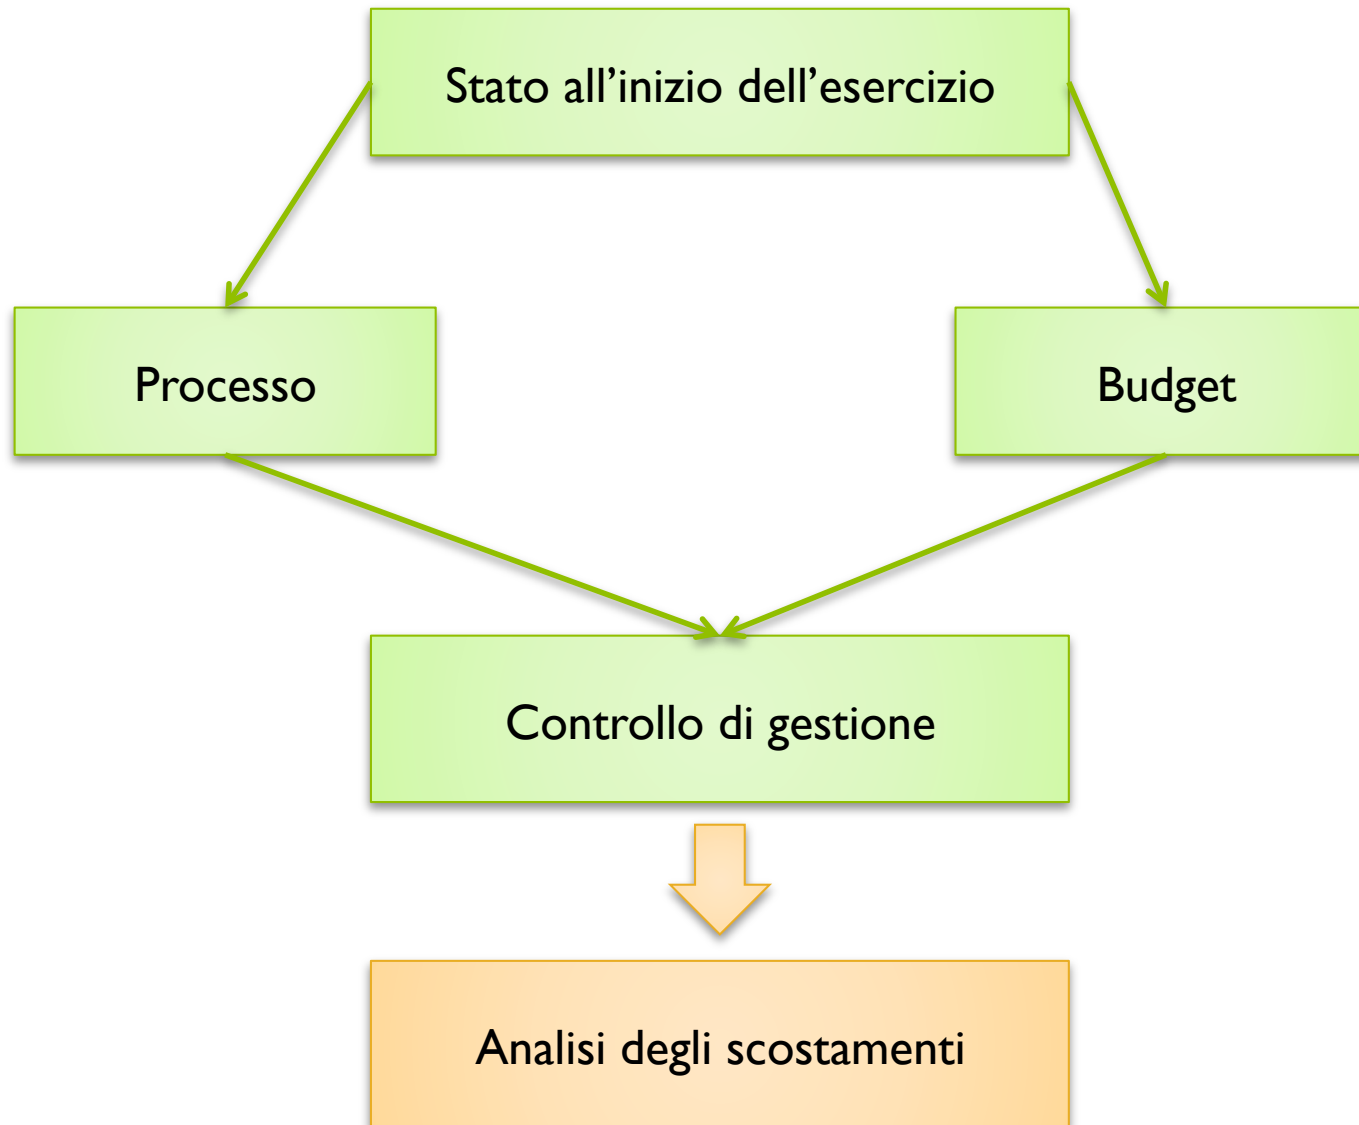 Stato all’inizio dell’esercizio
Processo
Budget
Controllo di gestione
Analisi degli scostamenti